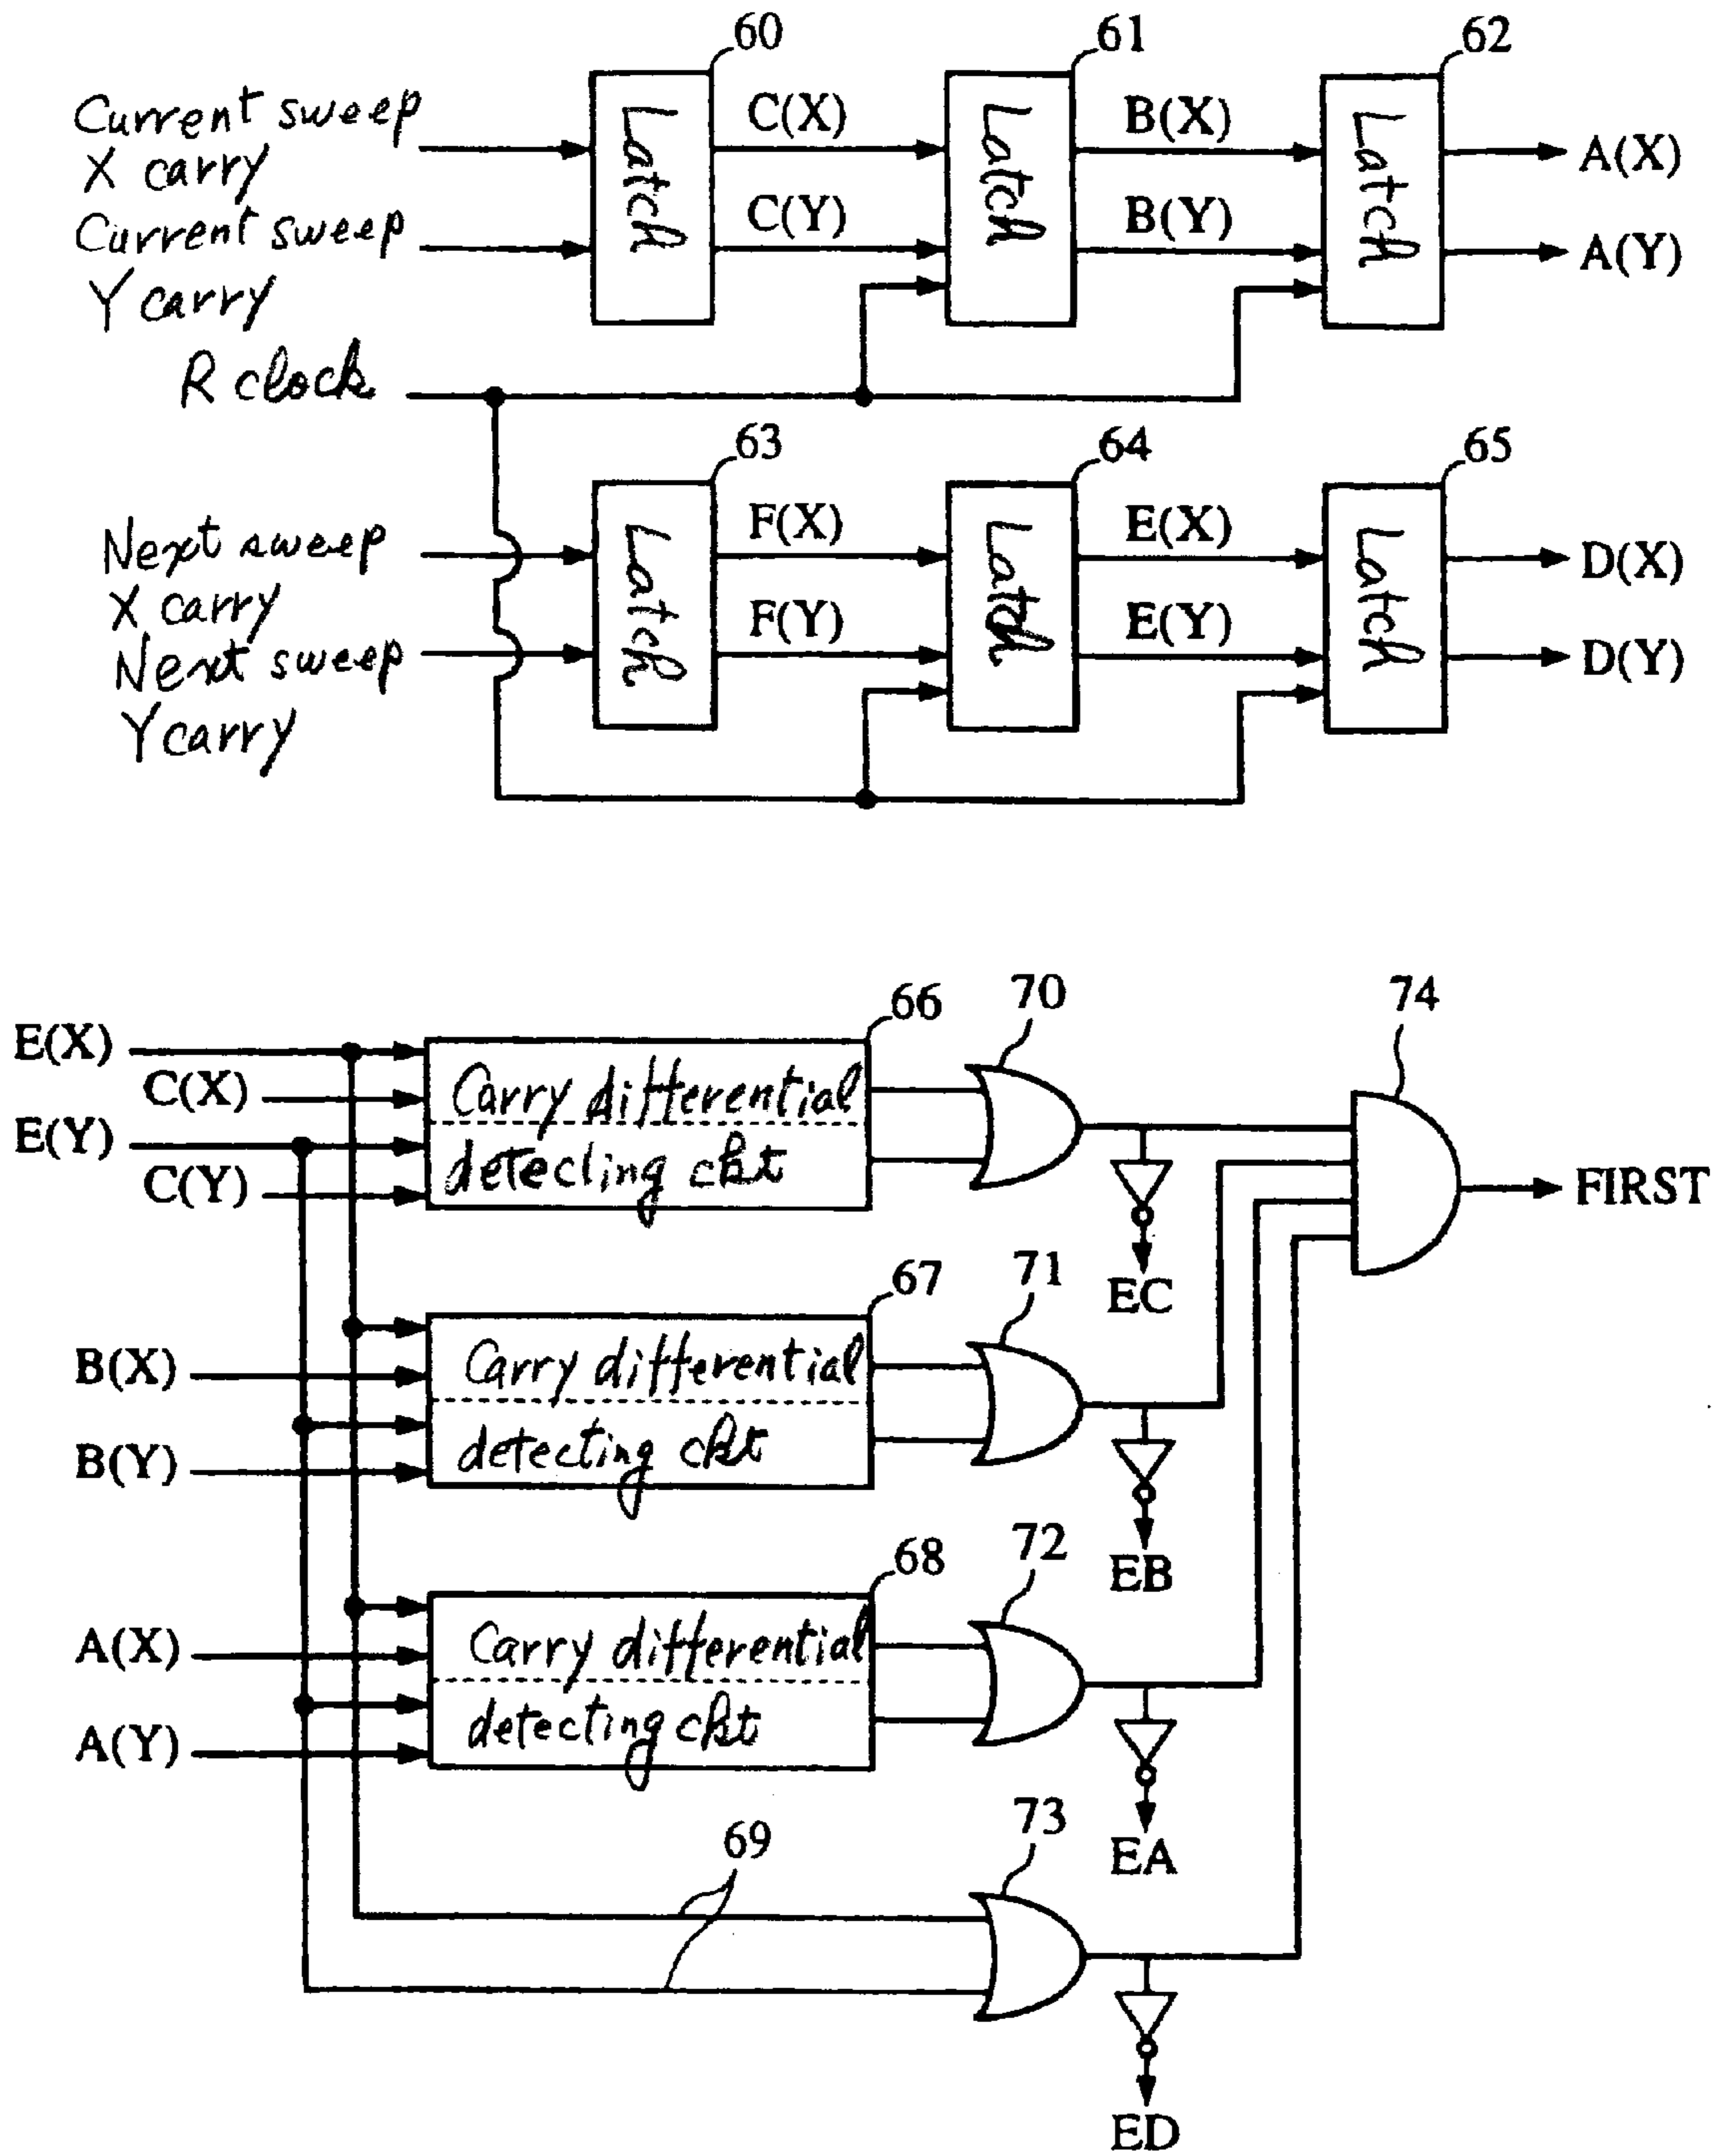 60
61
62
Current sweep
X carry
Latch
C(X)
Latch
B(X)
Latch
A(X)
Current sweep
Y carry
C(Y)
B(Y)
A(Y)
R clock
63
64
65
Next sweep
X carry
Latch
F(X)
Latch
E(X)
Latch
D(X)
Next sweep
Y carry
F(Y)
E(Y)
D(Y)
66
70
74
E(X)
C(X)
E(Y)
C(Y)
Carry differential
detecting ckt
FIRST
EC
67
71
B(X)
B(Y)
Carry differential
detecting ckt
EB
68
72
A(X)
A(Y)
Carry differential
detecting ckt
EA
69
73
ED